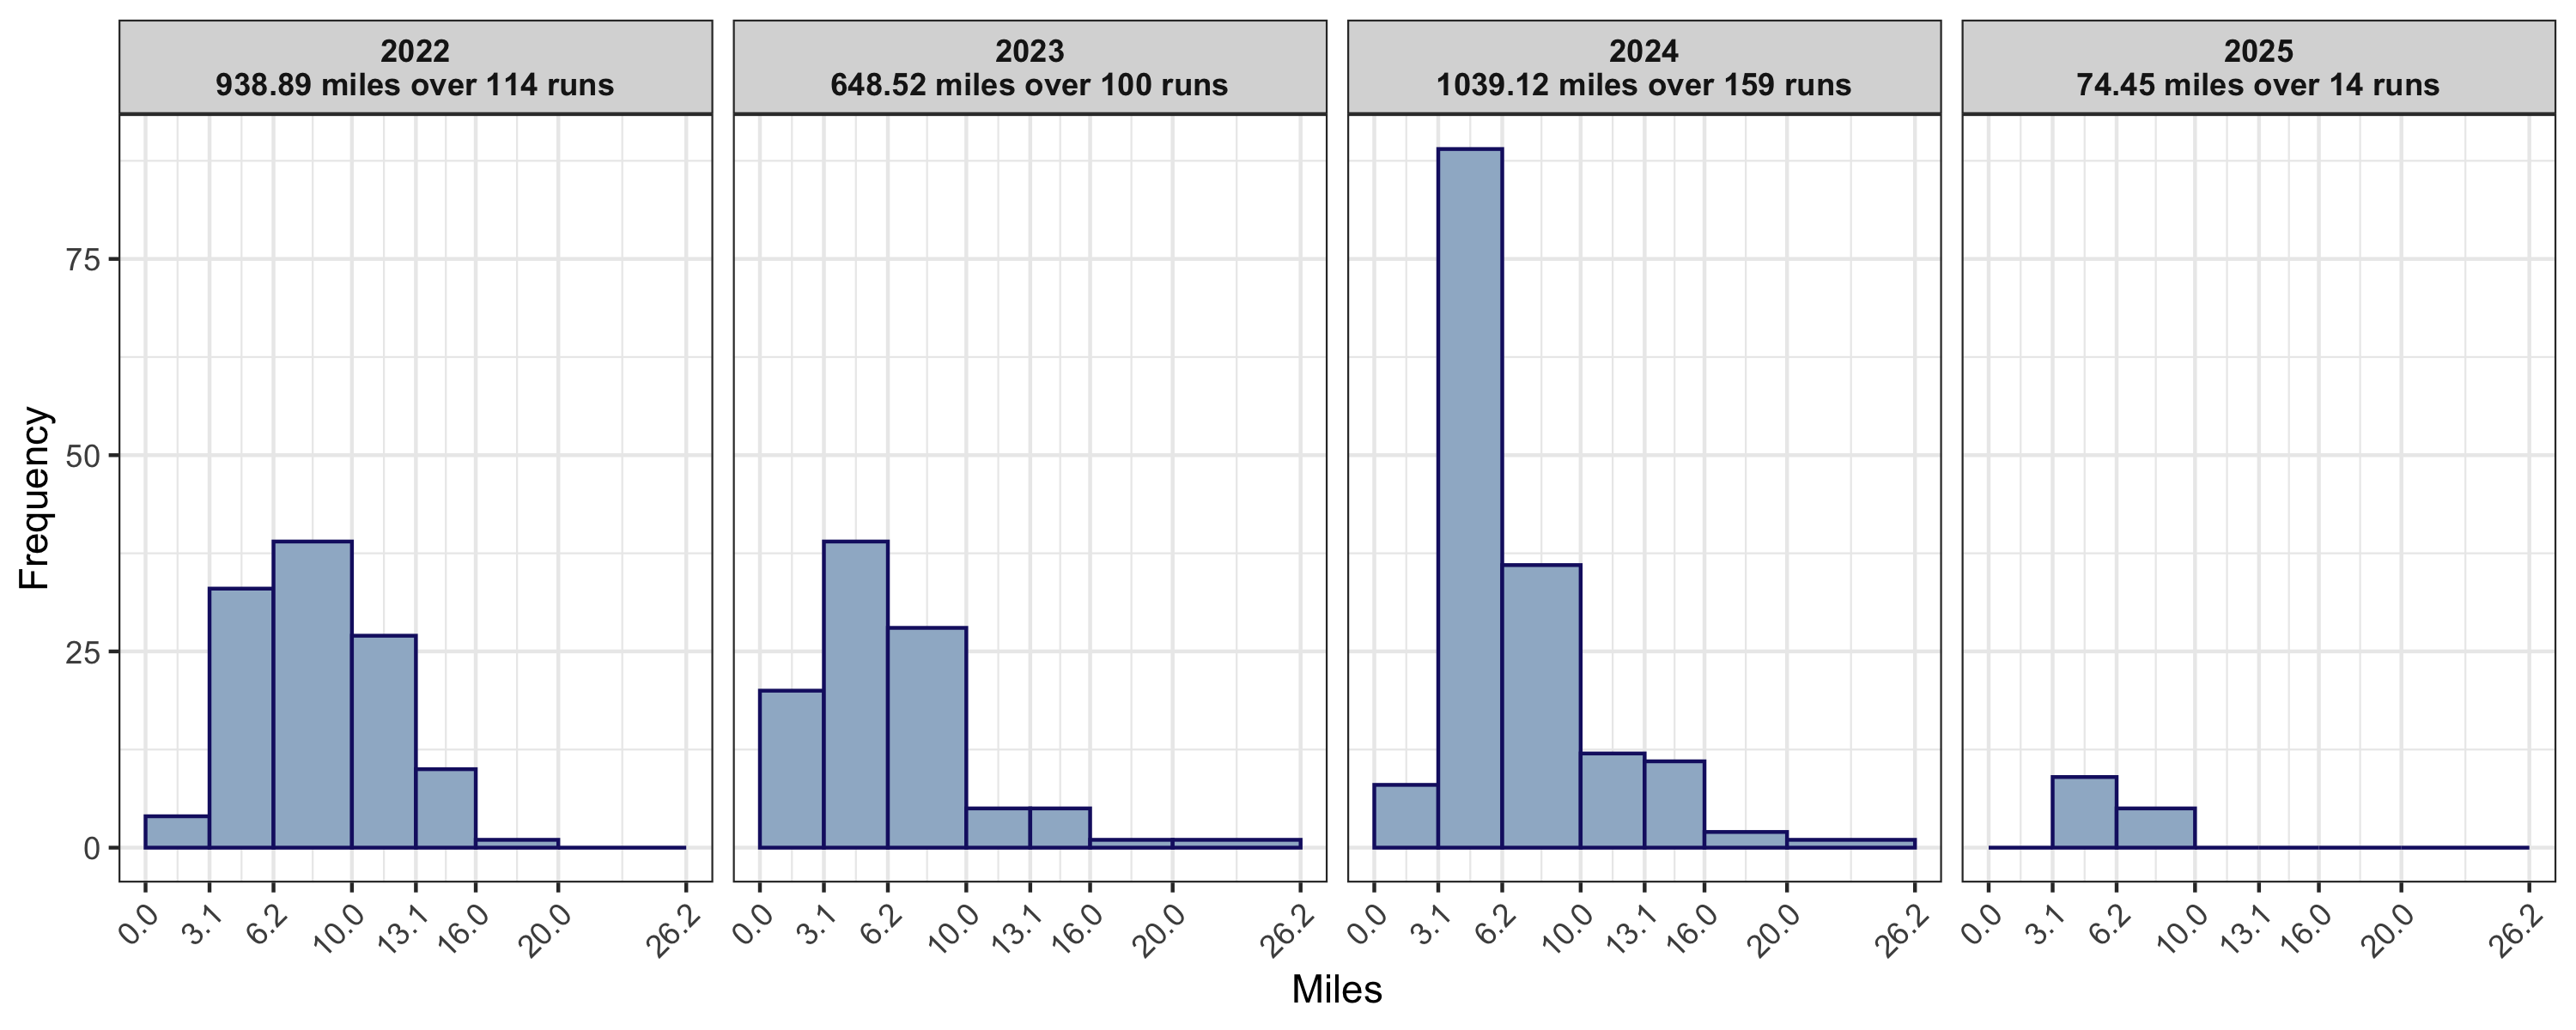 2022
938.89 miles over 114 runs
2023
648.52 miles over 100 runs
2024
1039.12 miles over 159 runs
2025
74.45 miles over 14 runs
Frequency
75
50
25
0
0.0 3.1 6.2 10.0 13.1 16.0 20.0 26.2
0.0 3.1 6.2 10.0 13.1 16.0 20.0 26.2
0.0 3.1 6.2 10.0 13.1 16.0 20.0 26.2
0.0 3.1 6.2 10.0 13.1 16.0 20.0 26.2
Miles